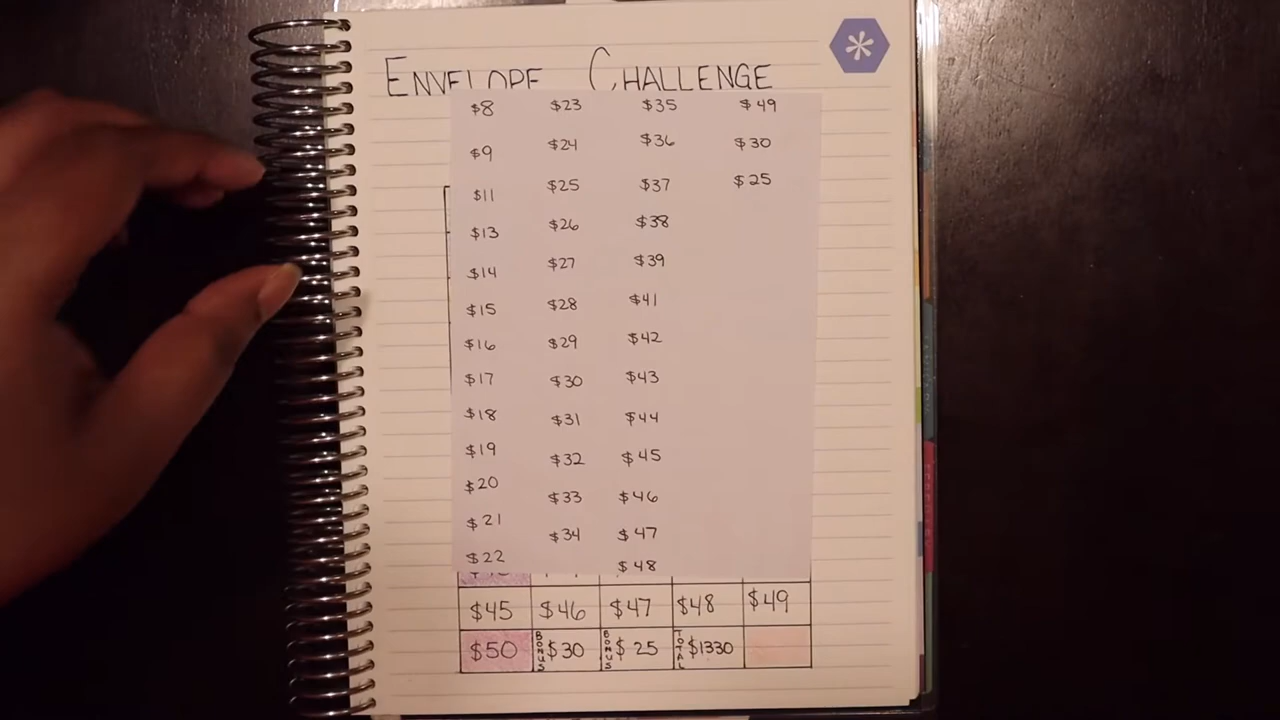 ENVELOPE CHALLENGE
$8 $23 $35 $49
$9 $24 $36 $30
$11 $25 $37 $25
$13 $26 $38
$14 $27 $39
$15 $28 $41
$16 $29 $42
$17 $30 $43
$18 $31 $44
$19 $32 $45
$20 $33 $46
$21 $34 $47
$22 $48
$45 $46 $47 $48 $49
$50 BONUS $30 BONUS $25 TOTAL $1330